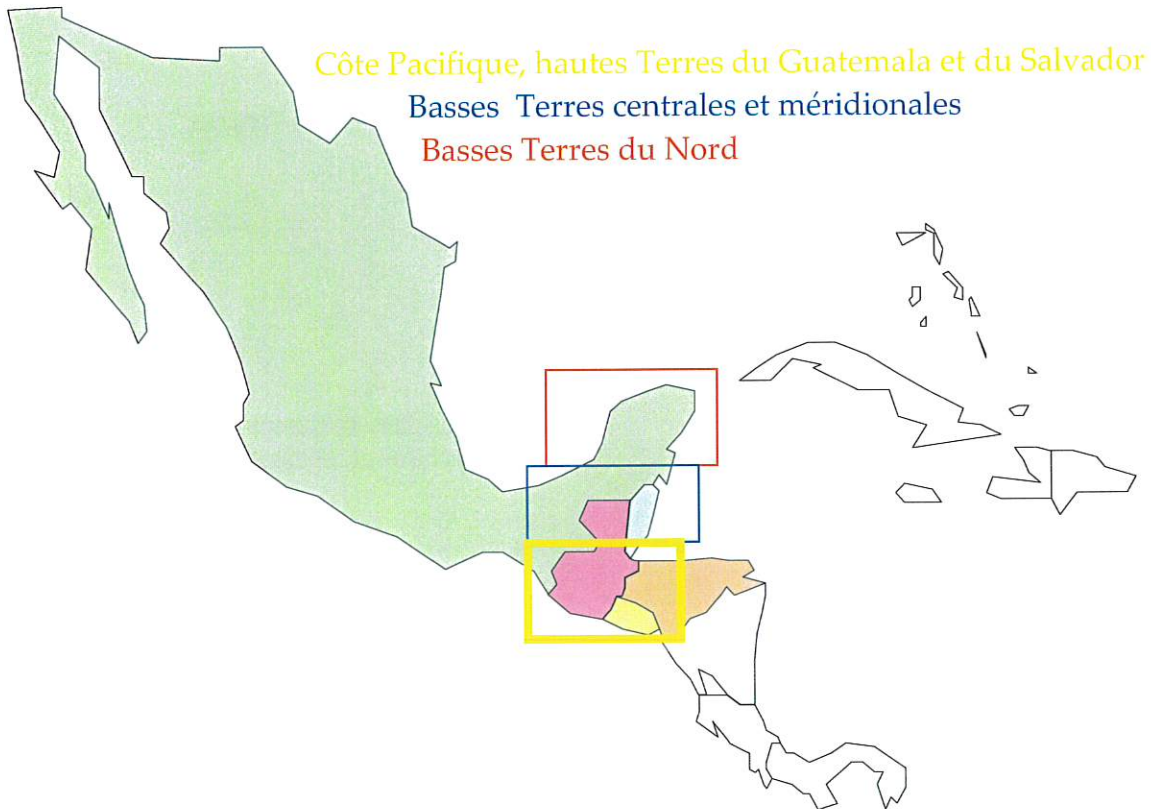 Côte Pacifique, hautes Terres du Guatemala et du Salvador
Basses Terres centrales et méridionales
Basses Terres du Nord